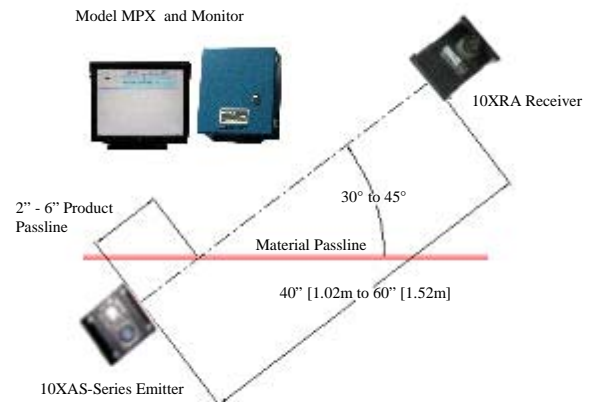 Model MPX and Monitor
10XRA Receiver
30° to 45°
2” - 6” Product
Passline
Material Passline
40” [1.02m to 60” [1.52m]
10XAS-Series Emitter